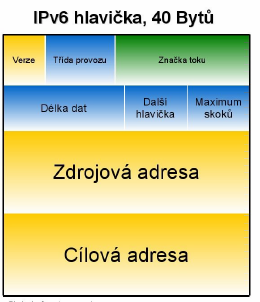 IPv6 hlavička, 40 Bytů
Verze
Třída provozu
Značka toku
Délka dat
Další
hlavička
Maximum
skoků
Zdrojová adresa
Cílová adresa